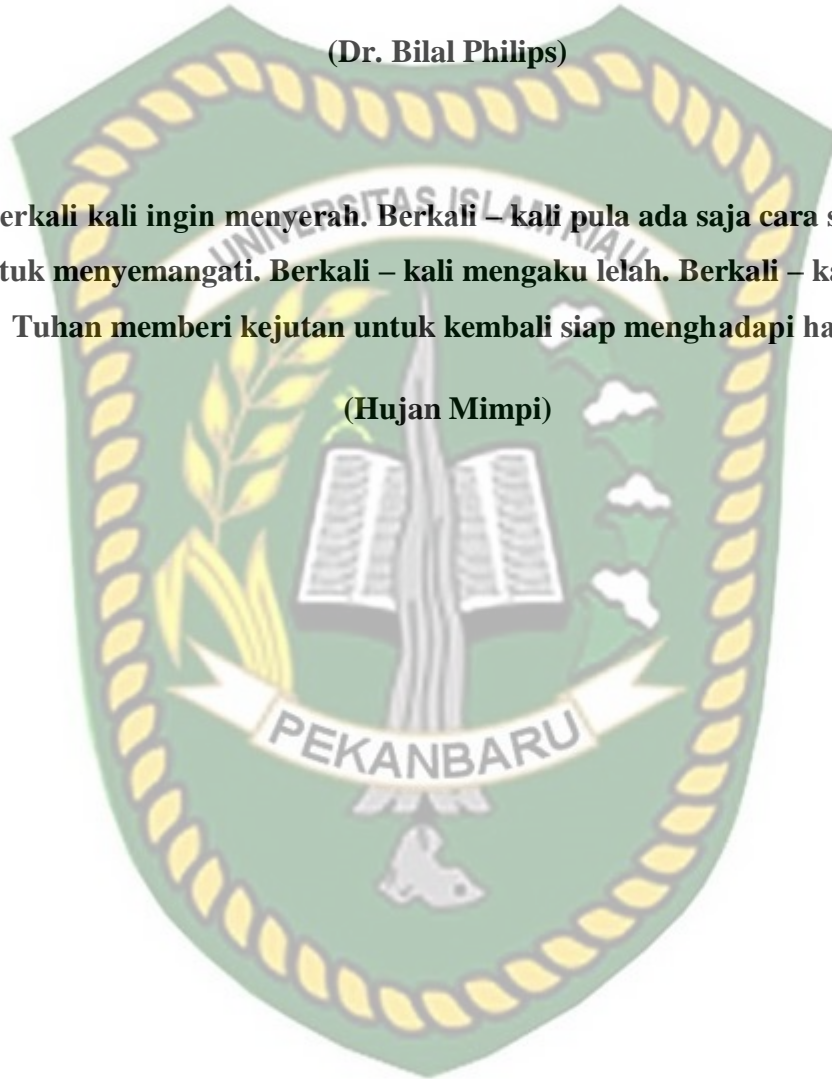 (Dr. Bilal Philips)
UNIVERSITAS ISLAM RIAU
erkali kali ingin menyerah. Berkali – kali pula ada saja cara s
tuk menyemangati. Berkali – kali mengaku lelah. Berkali – ka
Tuhan memberi kejutan untuk kembali siap menghadapi ha
(Hujan Mimpi)
PEKANBARU